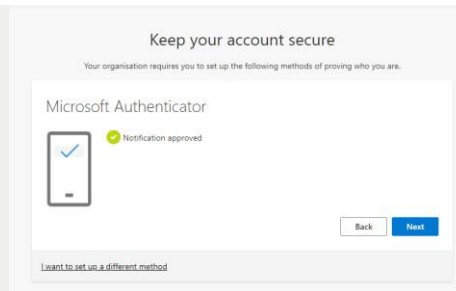 Keep your account secure
Your organisation requires you to set up the following methods of proving who you are.
Microsoft Authenticator
Notification approved
Back
Next
I want to set up a different method